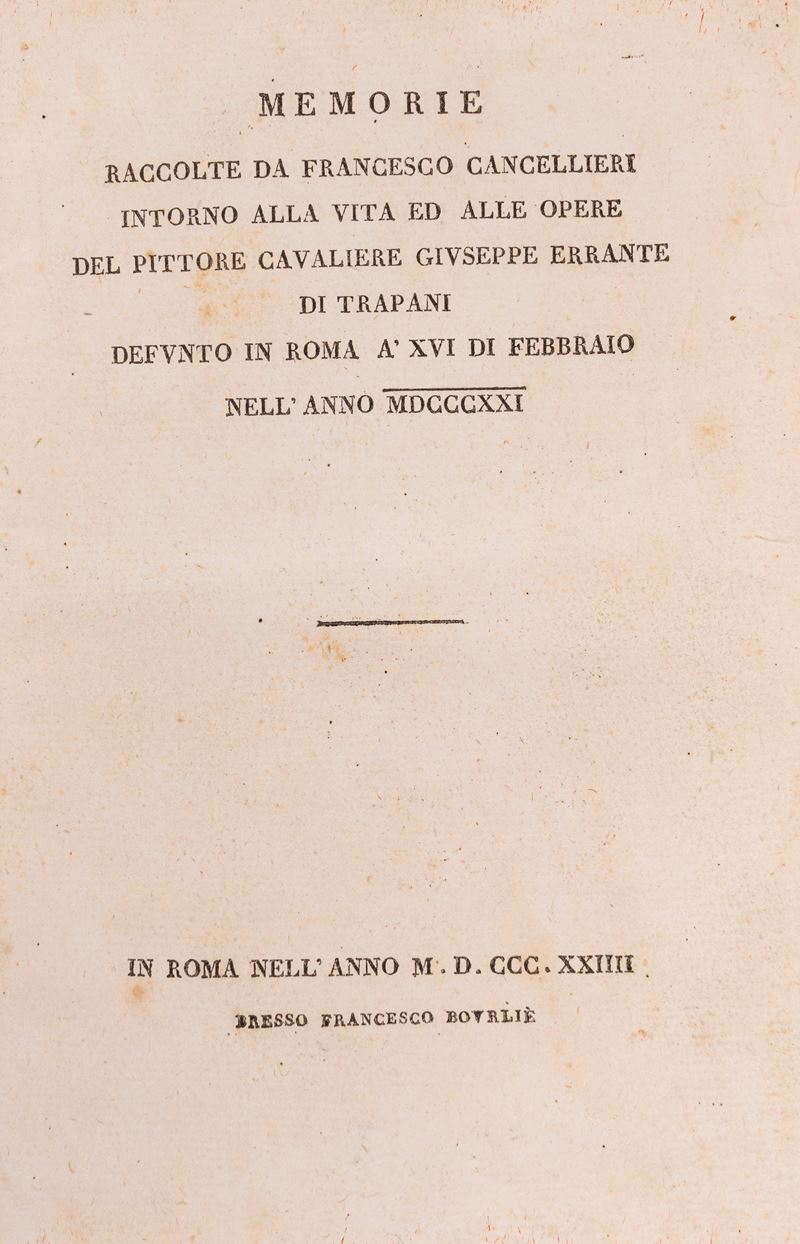 MEMORIE
RACCOLTE DA FRANCESCO CANCELLIERI
INTORNO ALLA VITA ED ALLE OPERE
DEL PITTORE CAVALIERE GIVSEPPE ERRANTE
DI TRAPANI
DEFVNTO IN ROMA A' XVI DI FEBBRAIO
NELL' ANNO MDCCCXXI
IN ROMA NELL' ANNO M. D. CCC. XXIIII.
PRESSO FRANCESCO BOVRLIÈ